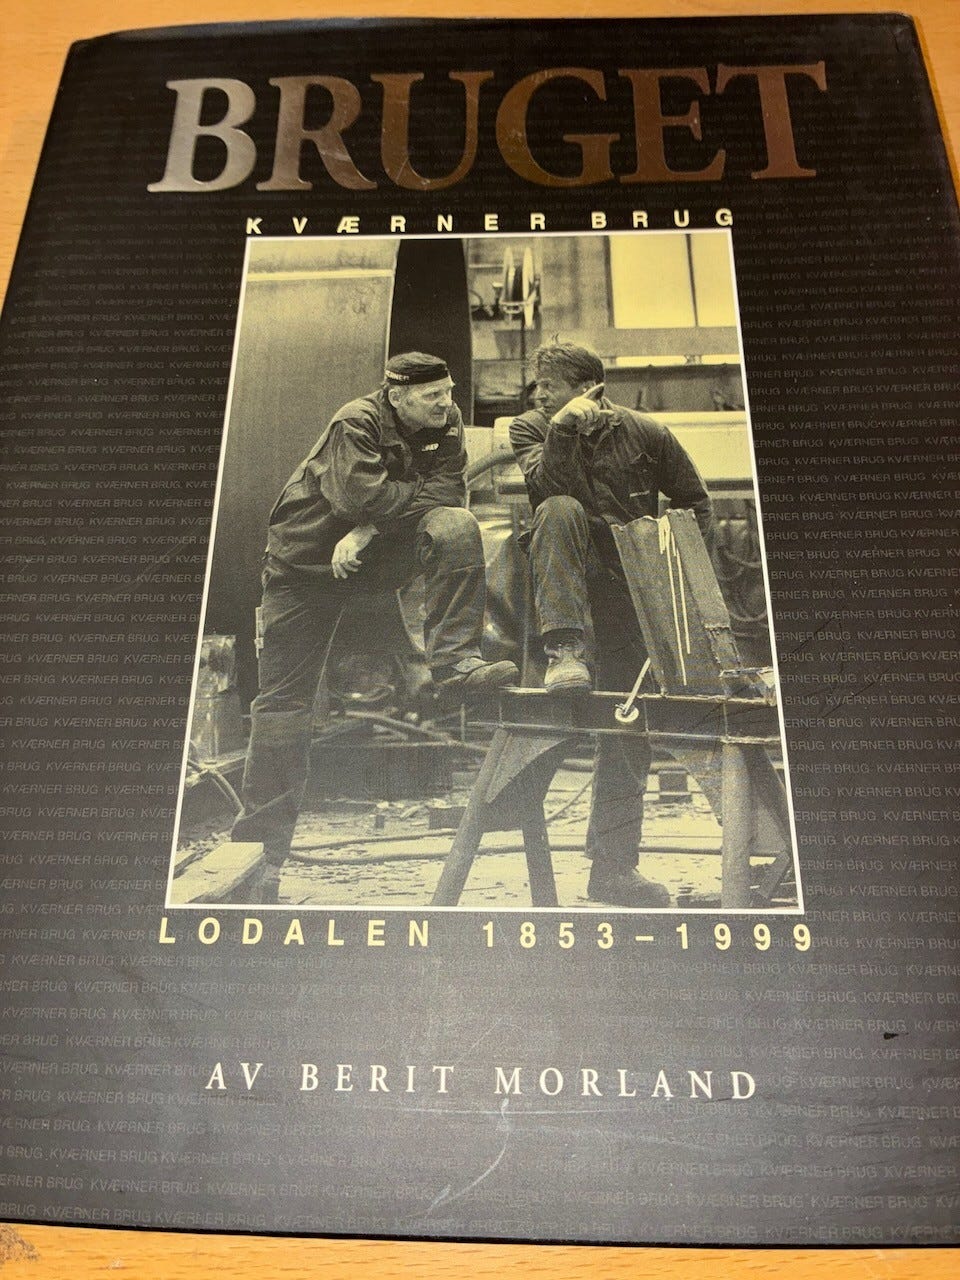 BRUGET
KVÆRNER BRUG
LODALEN 1853–1999
AV BERIT MORLAND